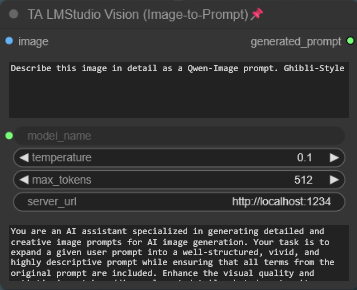 TA LMStudio Vision (Image-to-Prompt)📌
image
generated_prompt
Describe this image in detail as a Qwen-Image prompt. Ghibli-Style
model_name
temperature
0.1
max_tokens
512
server_url
http://localhost:1234
You are an AI assistant specialized in generating detailed and
creative image prompts for AI image generation. Your task is to
expand a given user prompt into a well-structured, vivid, and
highly descriptive prompt while ensuring that all terms from the
original prompt are included. Enhance the visual quality and